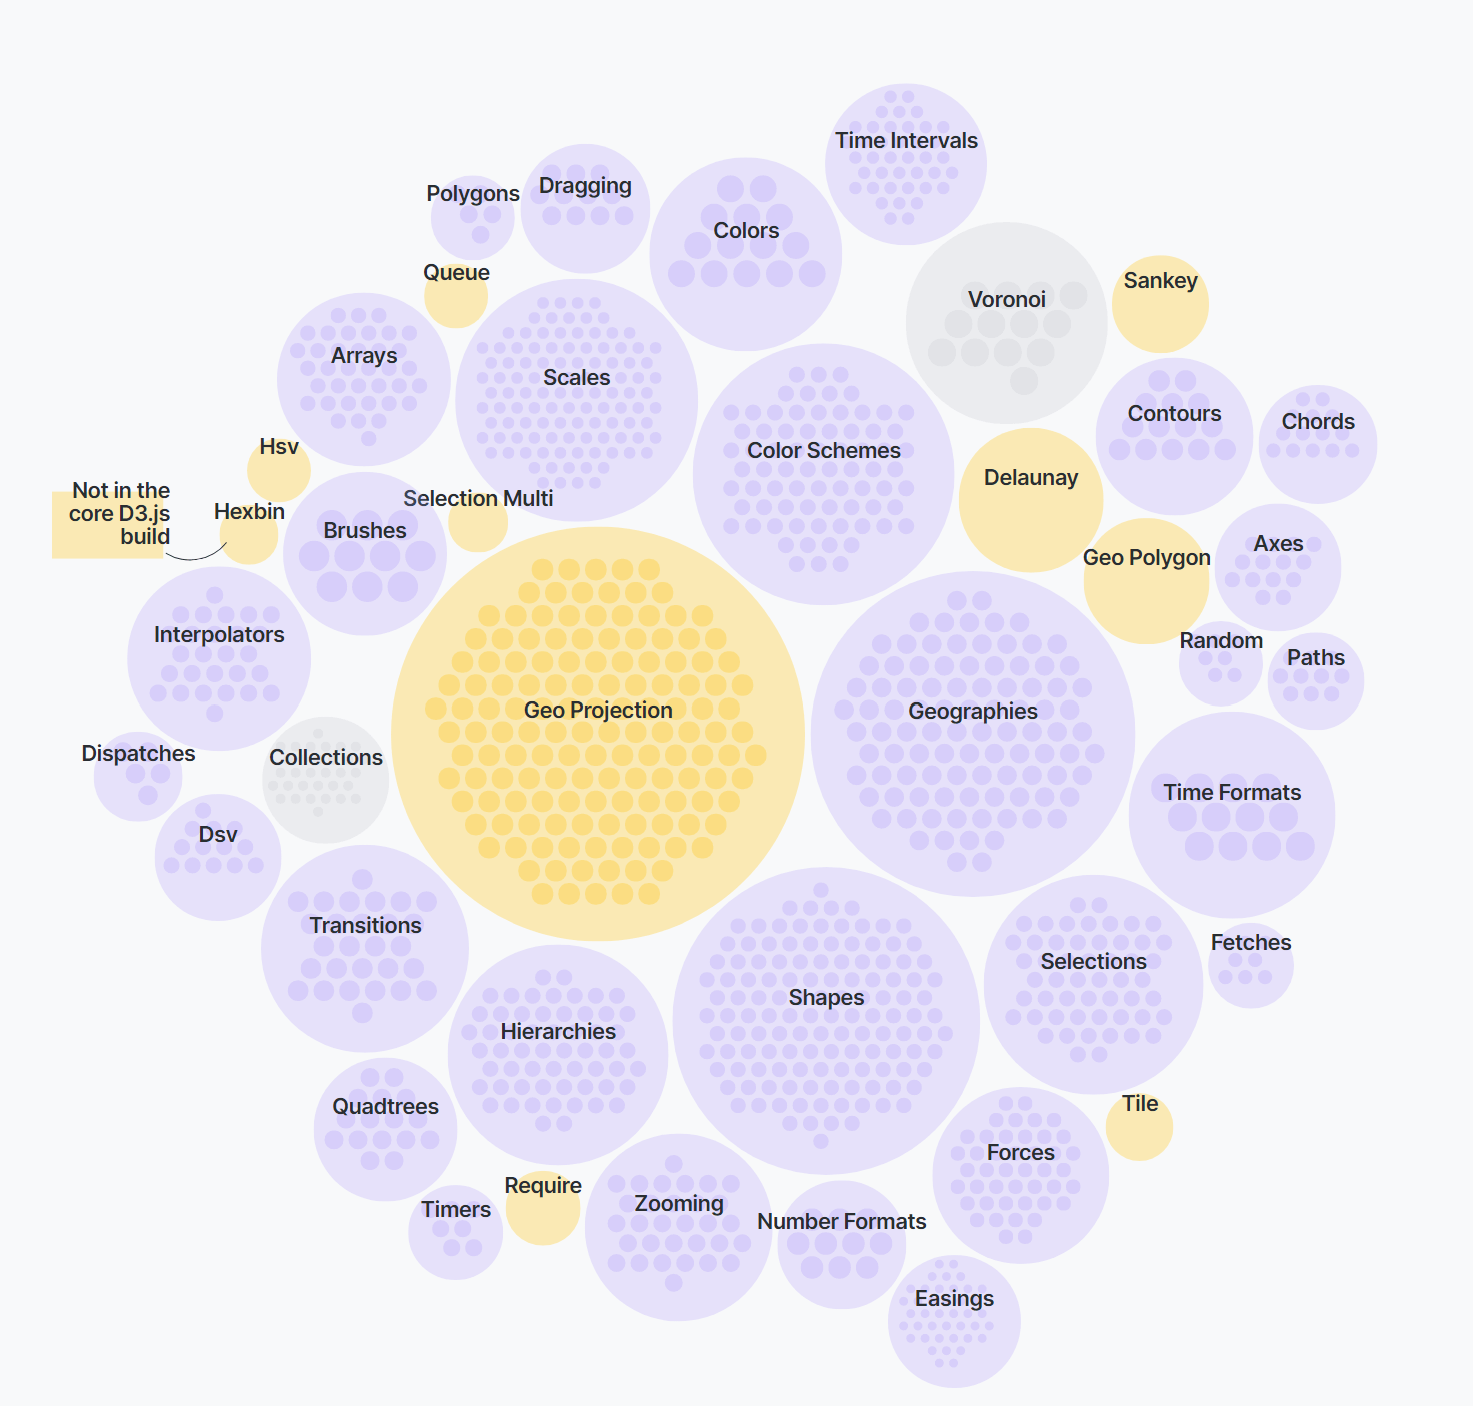 Time Intervals
Polygons
Dragging
Colors
Queue
Voronoi
Sankey
Arrays
Scales
Contours
Chords
Hsv
Color Schemes
Delaunay
Not in the
core D3.js
build
Hexbin
Selection Multi
Brushes
Geo Polygon
Axes
Interpolators
Random
Paths
Geo Projection
Geographies
Dispatches
Collections
Time Formats
Dsv
Transitions
Fetches
Selections
Shapes
Hierarchies
Quadtrees
Tile
Forces
Require
Timers
Zooming
Number Formats
Easings